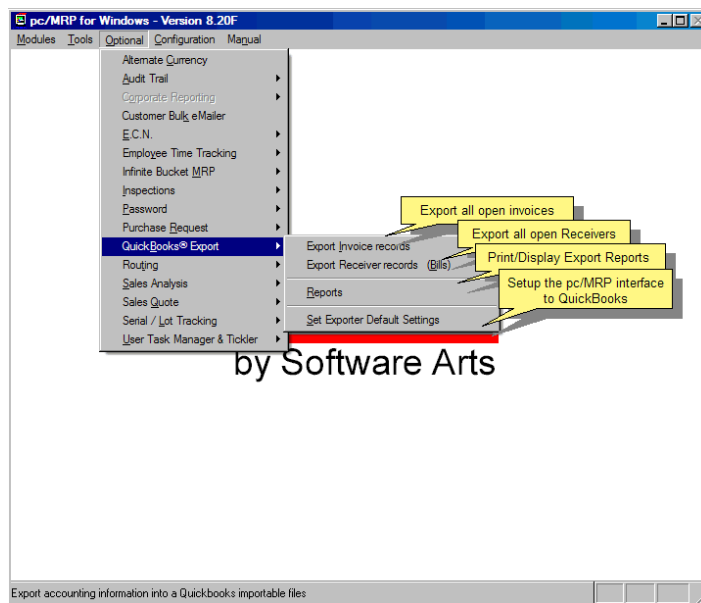 pc/MRP for Windows - Version 8.20F
Modules Tools Optional Configuration Manual
Alternate Currency
Audit Trail
Corporate Reporting
Customer Bulk eMailer
E.C.N.
Employee Time Tracking
Infinite Bucket MRP
Inspections
Password
Purchase Request
QuickBooks® Export
Routing
Sales Analysis
Sales Quote
Serial / Lot Tracking
User Task Manager & Tickler
Export Invoice records
Export Receiver records (Bills)
Reports
Set Exporter Default Settings
Export all open invoices
Export all open Receivers
Print/Display Export Reports
Setup the pc/MRP interface
to QuickBooks
by Software Arts
Export accounting information into a Quickbooks importable files